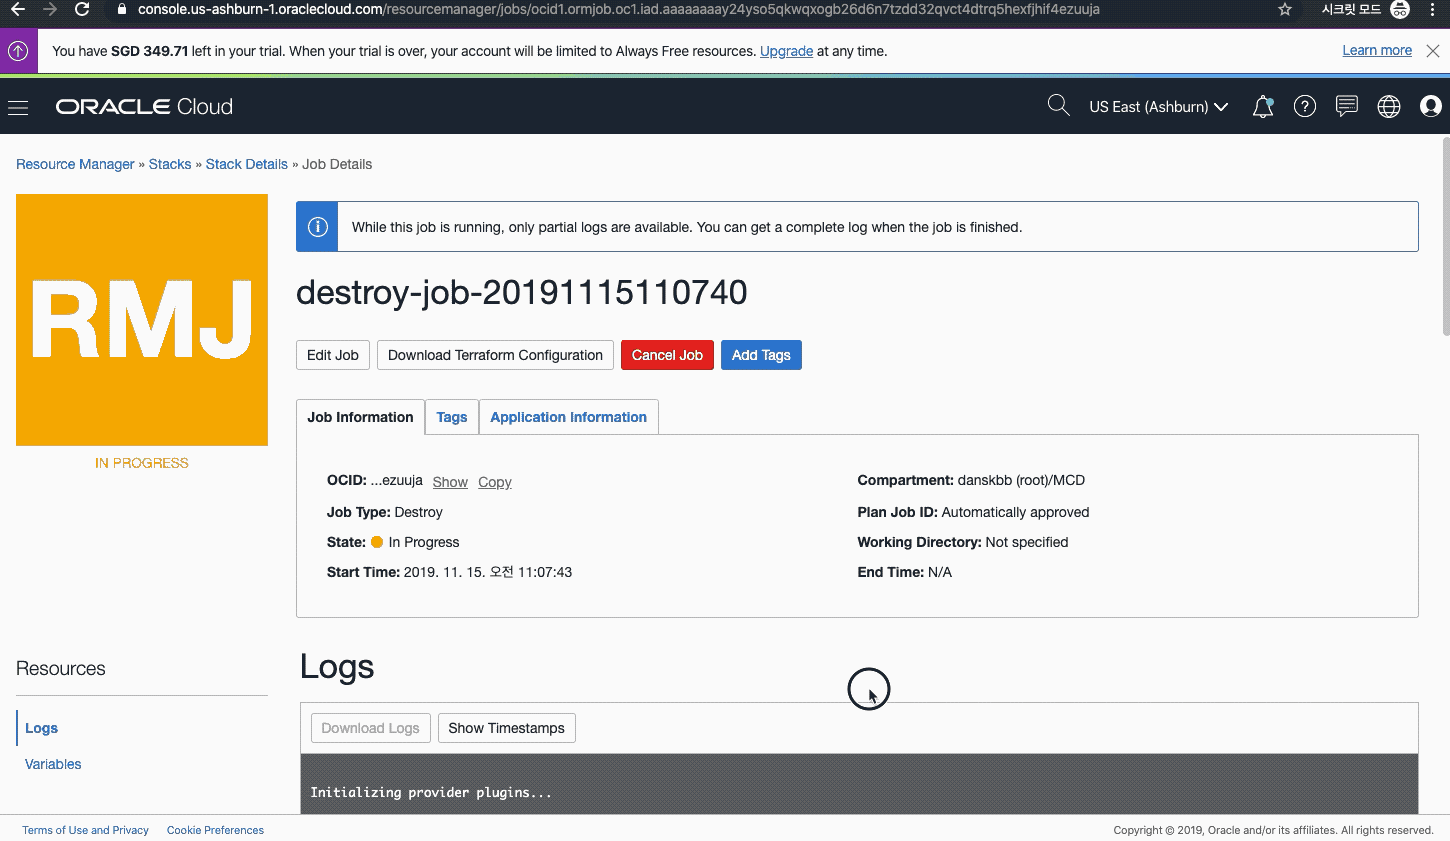 console.us-ashburn-1.oraclecloud.com/resourcemanager/jobs/ocid1.ormjob.oc1.iad.aaaaaaaay24yso5qkwqxogb26d6n7tzdd32qvct4dtrq5hexfjhif4ezuuja
시크릿 모드
You have SGD 349.71 left in your trial. When your trial is over, your account will be limited to Always Free resources. Upgrade at any time.
Learn more
ORACLE Cloud
US East (Ashburn)
Resource Manager » Stacks » Stack Details » Job Details
RMJ
IN PROGRESS
While this job is running, only partial logs are available. You can get a complete log when the job is finished.
destroy-job-20191115110740
Edit Job
Download Terraform Configuration
Cancel Job
Add Tags
Job Information
Tags
Application Information
OCID: ...ezuuja Show Copy
Job Type: Destroy
State: In Progress
Start Time: 2019. 11. 15. 오전 11:07:43
Compartment: danskbb (root)/MCD
Plan Job ID: Automatically approved
Working Directory: Not specified
End Time: N/A
Resources
Logs
Variables
Logs
Download Logs
Show Timestamps
Initializing provider plugins...
Terms of Use and Privacy
Cookie Preferences
Copyright © 2019, Oracle and/or its affiliates. All rights reserved.